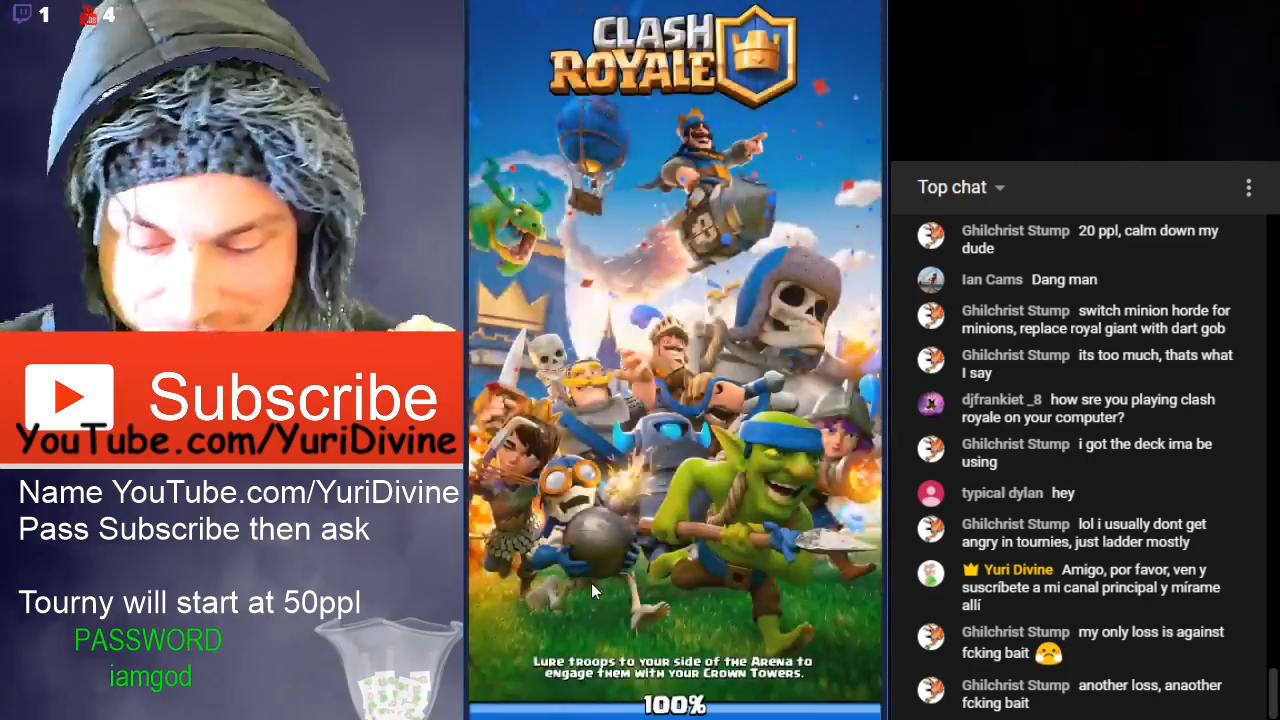 1
4
Subscribe
YouTube.com/YuriDivine
Name YouTube.com/YuriDivine
Pass Subscribe then ask
Tourny will start at 50ppl
PASSWORD
iamgod
CLASH
ROYALE
Lure troops to your side of the Arena to
engage them with your Crown Towers.
100%
Top chat
Ghilchrist Stump 20 ppl, calm down my
dude
Ian Cams Dang man
Ghilchrist Stump switch minion horde for
minions, replace royal giant with dart gob
Ghilchrist Stump its too much, thats what
I say
djfrankiet _8 how sre you playing clash
royale on your computer?
Ghilchrist Stump i got the deck ima be
using
typical dylan hey
Ghilchrist Stump lol i usually dont get
angry in tournies, just ladder mostly
Yuri Divine Amigo, por favor, ven y
suscríbete a mi canal principal y mírame
allí
Ghilchrist Stump my only loss is against
fcking bait
Ghilchrist Stump another loss, anaother
fcking bait